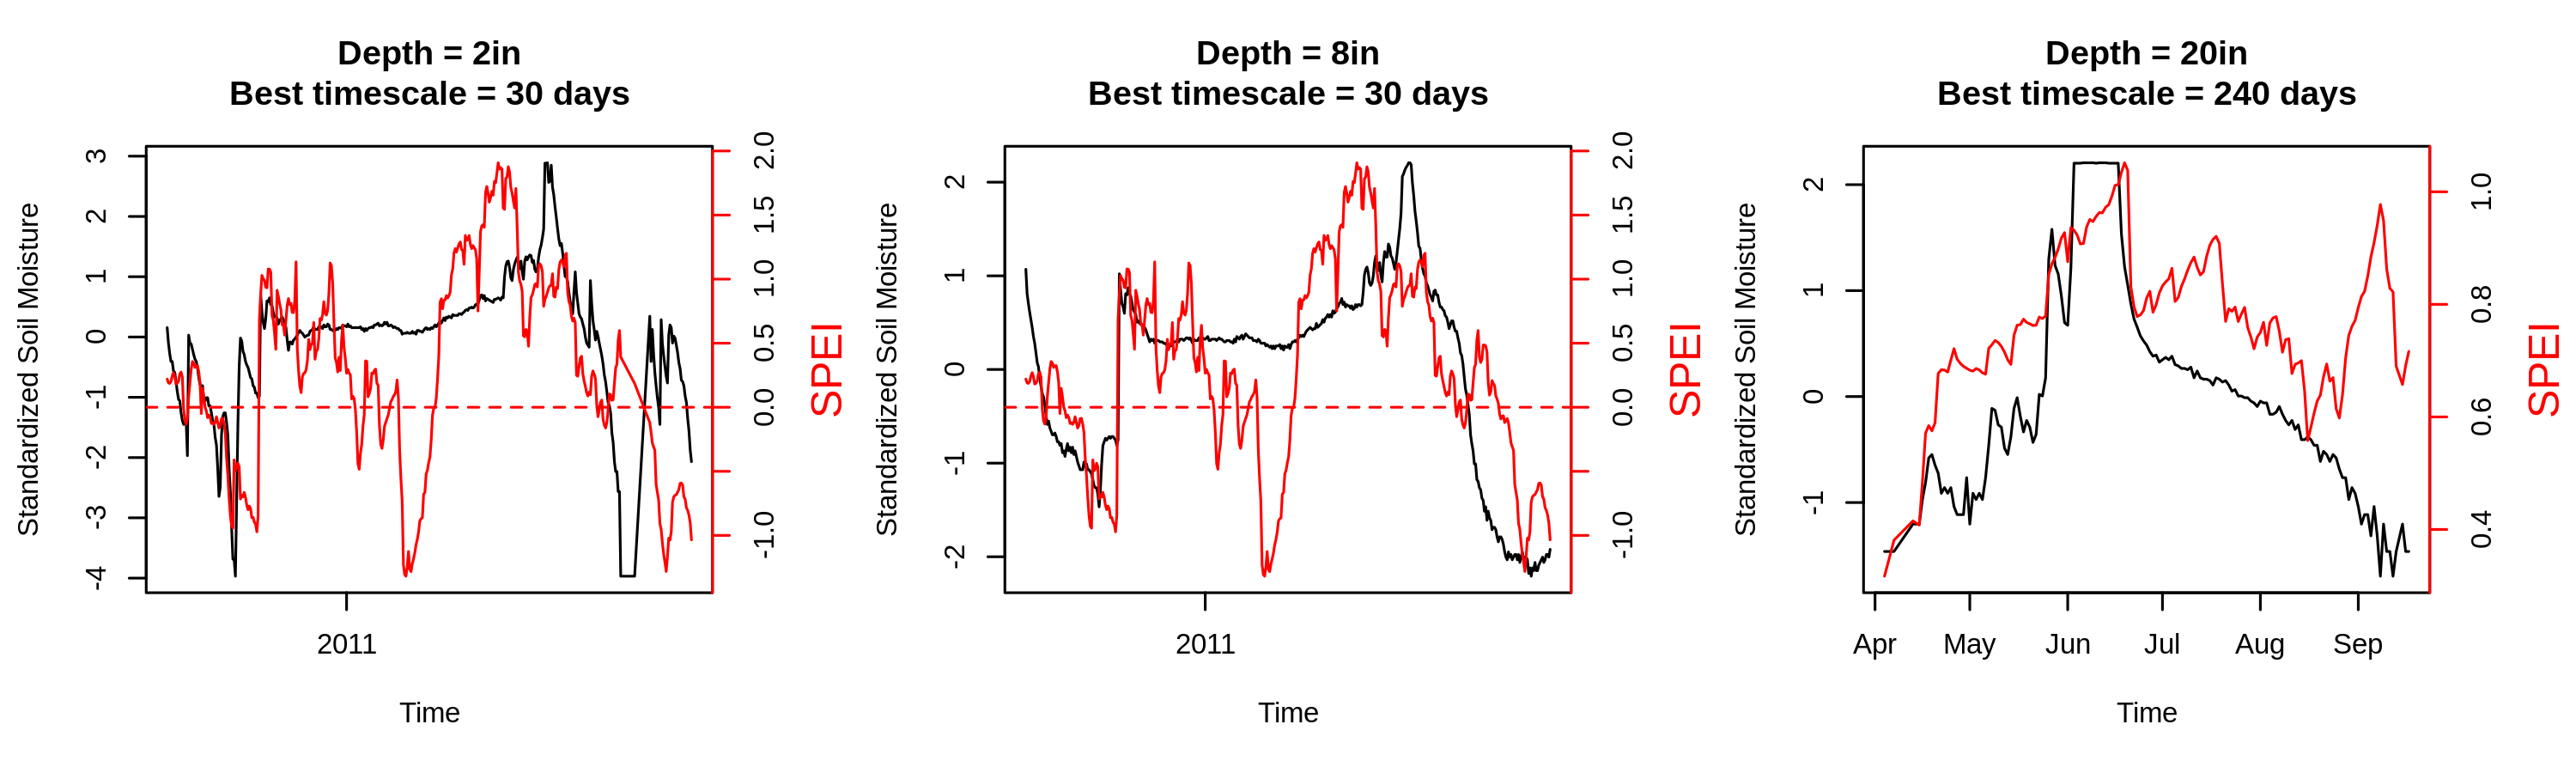 Depth = 2in
Best timescale = 30 days
Standardized Soil Moisture
3
2
1
0
-1
-2
-3
-4
2.0
1.5
1.0
0.5
0.0
-1.0
SPEI
2011
Time
Depth = 8in
Best timescale = 30 days
Standardized Soil Moisture
2
1
0
-1
-2
2.0
1.5
1.0
0.5
0.0
-1.0
SPEI
2011
Time
Depth = 20in
Best timescale = 240 days
Standardized Soil Moisture
2
1
0
-1
1.0
0.8
0.6
0.4
SPEI
Apr May Jun Jul Aug Sep
Time